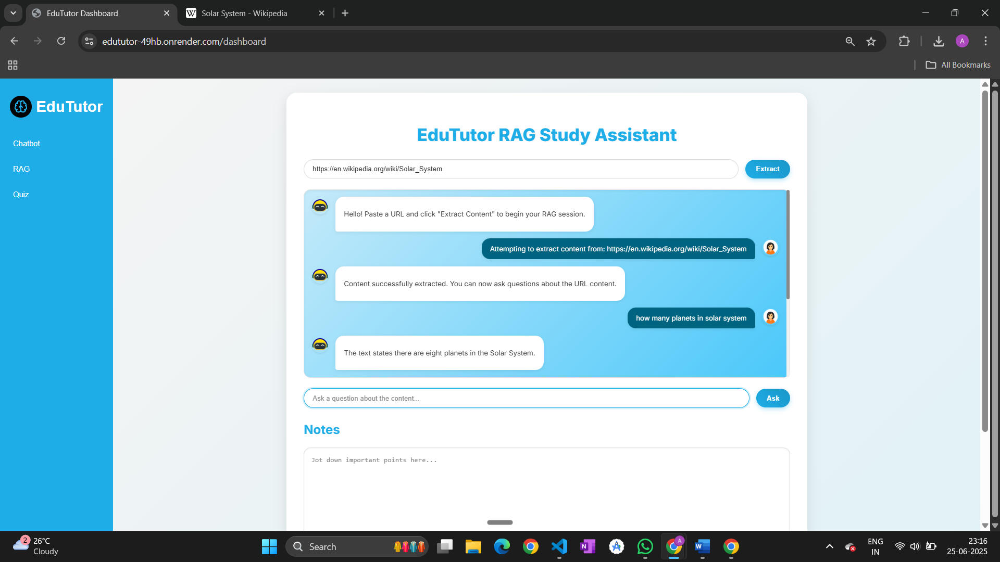 EduTutor Dashboard
W Solar System - Wikipedia
edututor-49hb.onrender.com/dashboard
A
All Bookmarks
EduTutor
Chatbot
RAG
Quiz
EduTutor RAG Study Assistant
https://en.wikipedia.org/wiki/Solar_System
Extract
Hello! Paste a URL and click "Extract Content" to begin your RAG session.
Attempting to extract content from: https://en.wikipedia.org/wiki/Solar_System
Content successfully extracted. You can now ask questions about the URL content.
how many planets in solar system
The text states there are eight planets in the Solar System.
Ask a question about the content...
Ask
Notes
Jot down important points here...
2
26°C
Cloudy
Search
N
A
A
W
ENG
IN
23:16
25-06-2025